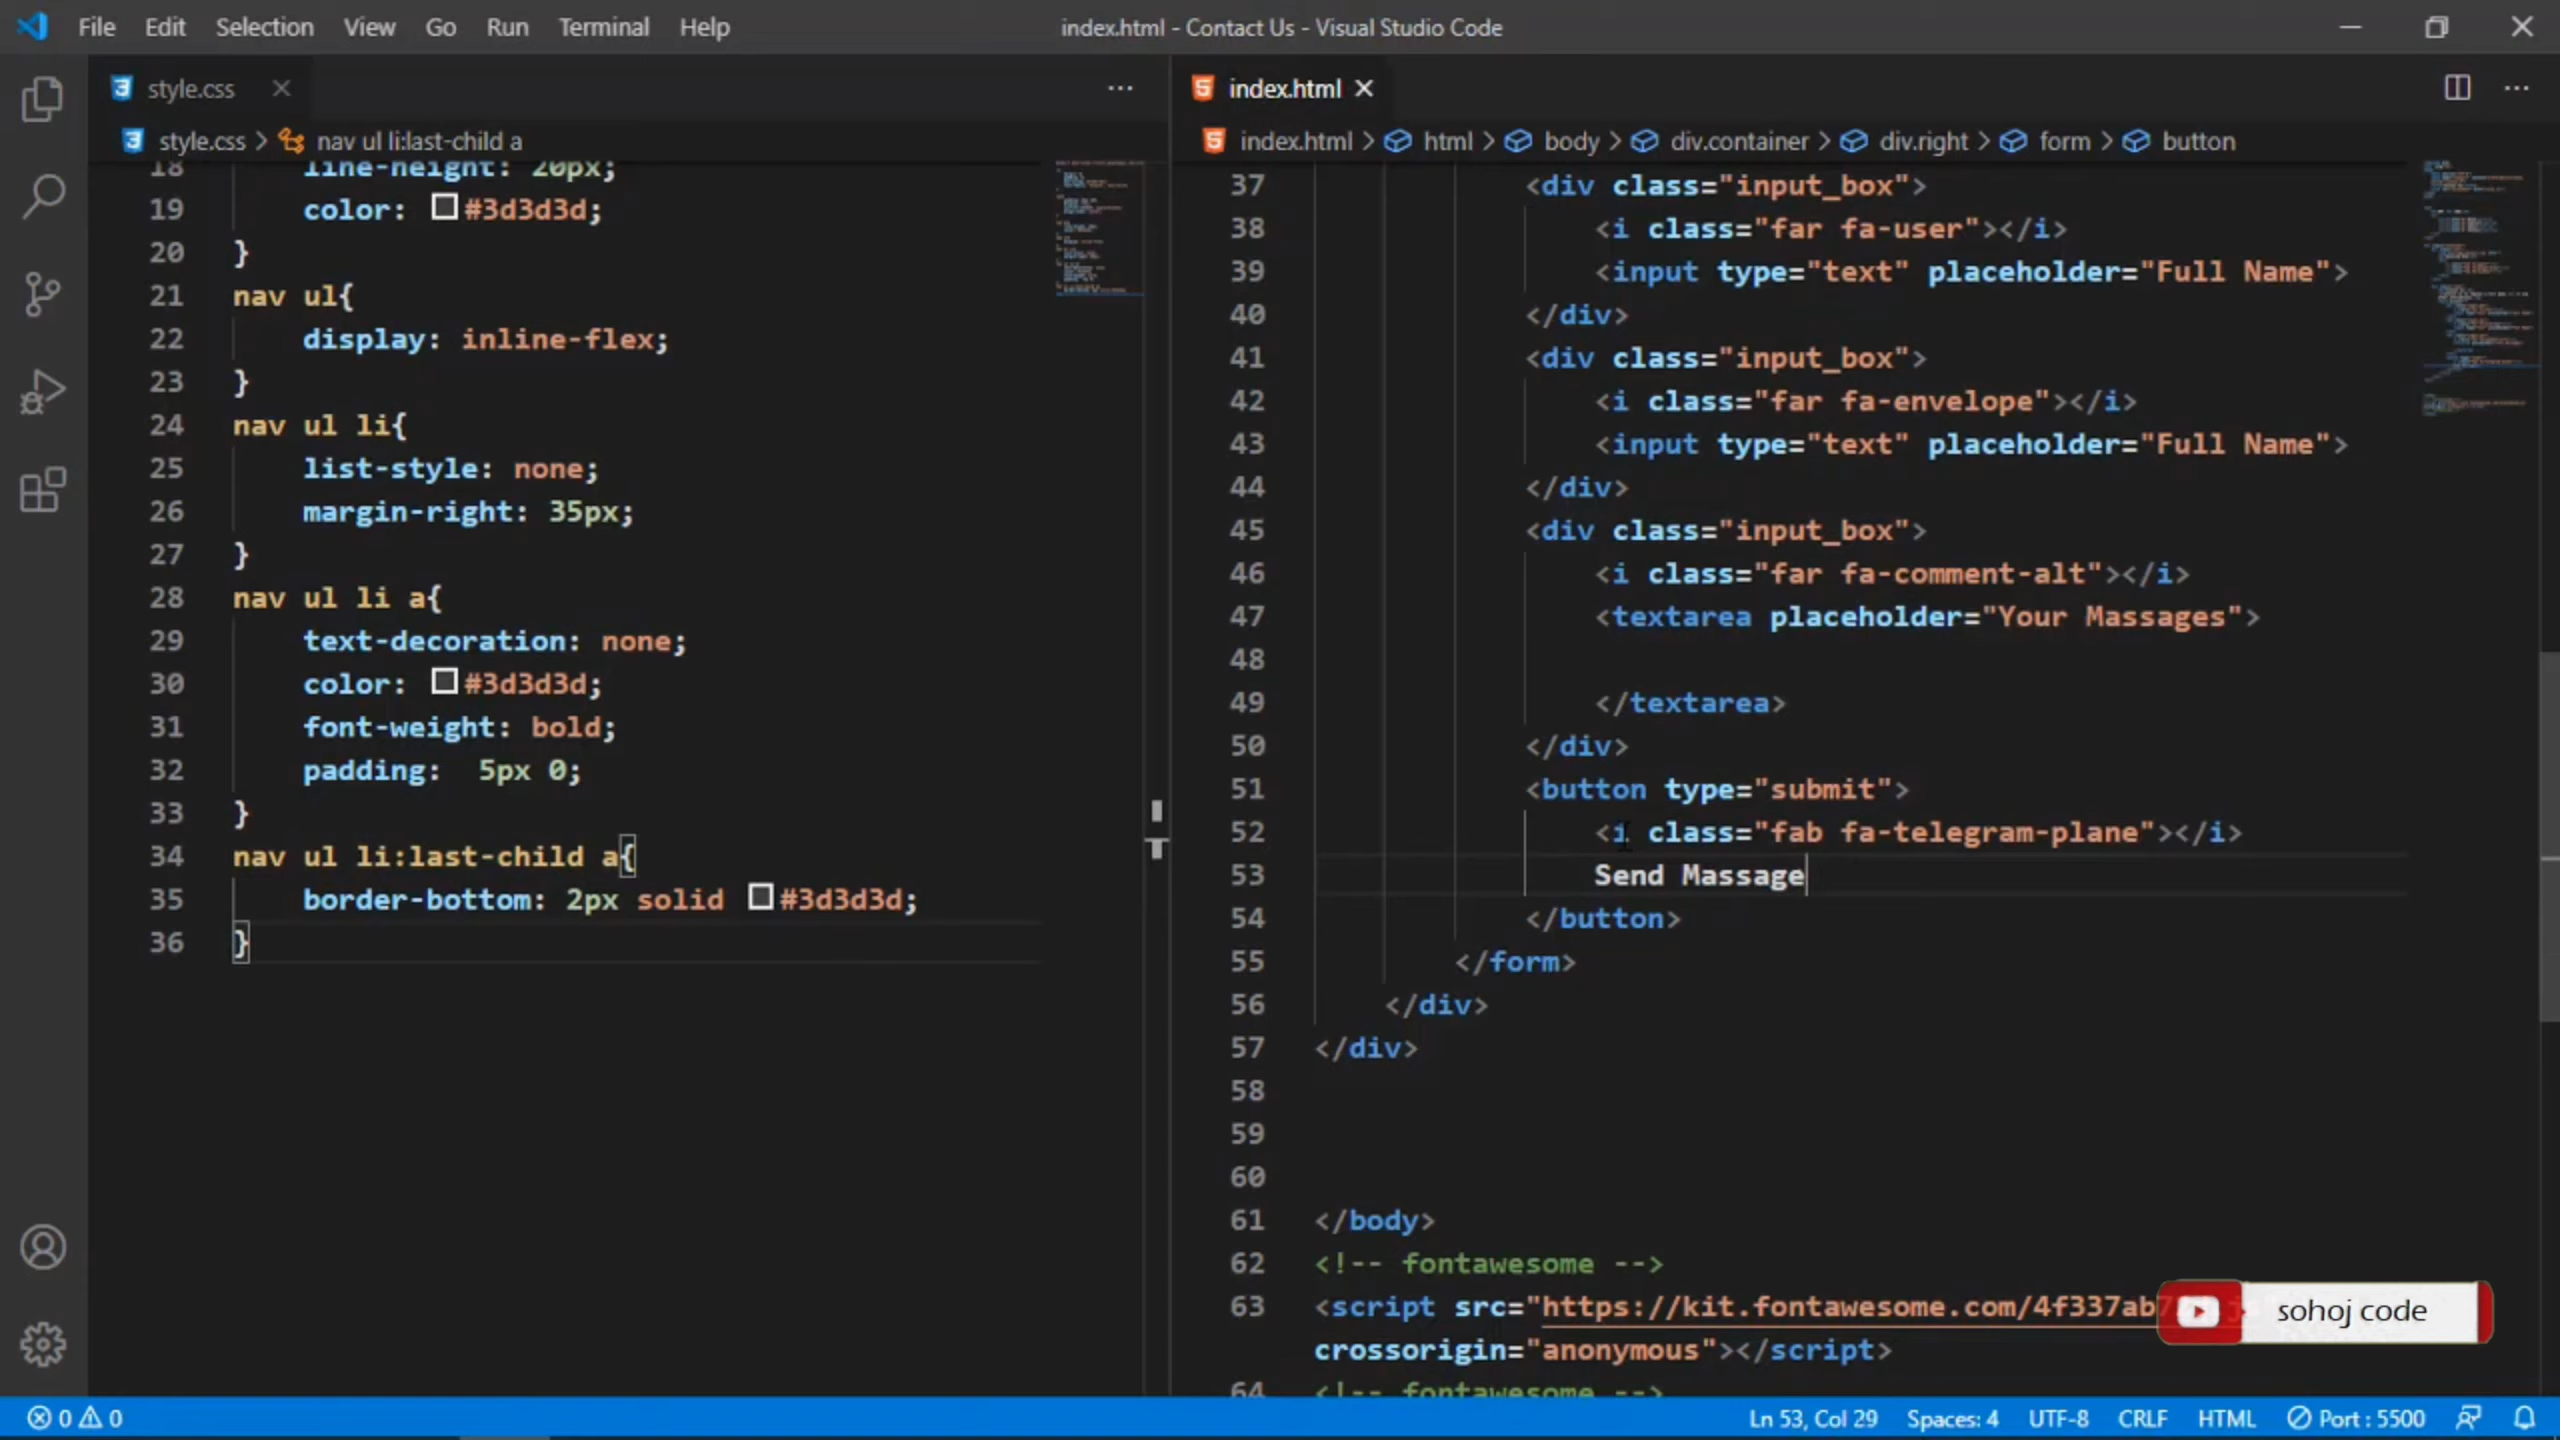 File Edit Selection View Go Run Terminal Help
index.html - Contact Us - Visual Studio Code
style.css
style.css > nav ul li:last-child a
18 line-height: 20px;
19 color: #3d3d3d;
20 }
21 nav ul{
22 display: inline-flex;
23 }
24 nav ul li{
25 list-style: none;
26 margin-right: 35px;
27 }
28 nav ul li a{
29 text-decoration: none;
30 color: #3d3d3d;
31 font-weight: bold;
32 padding:  5px 0;
33 }
34 nav ul li:last-child a{
35 border-bottom: 2px solid #3d3d3d;
36 }
index.html
index.html > html > body > div.container > div.right > form > button
37 <div class="input_box">
38 <i class="far fa-user"></i>
39 <input type="text" placeholder="Full Name">
40 </div>
41 <div class="input_box">
42 <i class="far fa-envelope"></i>
43 <input type="text" placeholder="Full Name">
44 </div>
45 <div class="input_box">
46 <i class="far fa-comment-alt"></i>
47 <textarea placeholder="Your Massages">
48
49 </textarea>
50 </div>
51 <button type="submit">
52 <i class="fab fa-telegram-plane"></i>
53 Send Massage
54 </button>
55 </form>
56 </div>
57 </div>
58
59
60
61 </body>
62 <!-- fontawesome -->
63 <script src="https://kit.fontawesome.com/4f337ab
crossorigin="anonymous"></script>
64 <!-- fontawesome -->
sohoj code
0 0
Ln 53, Col 29 Spaces: 4 UTF-8 CRLF HTML Port : 5500